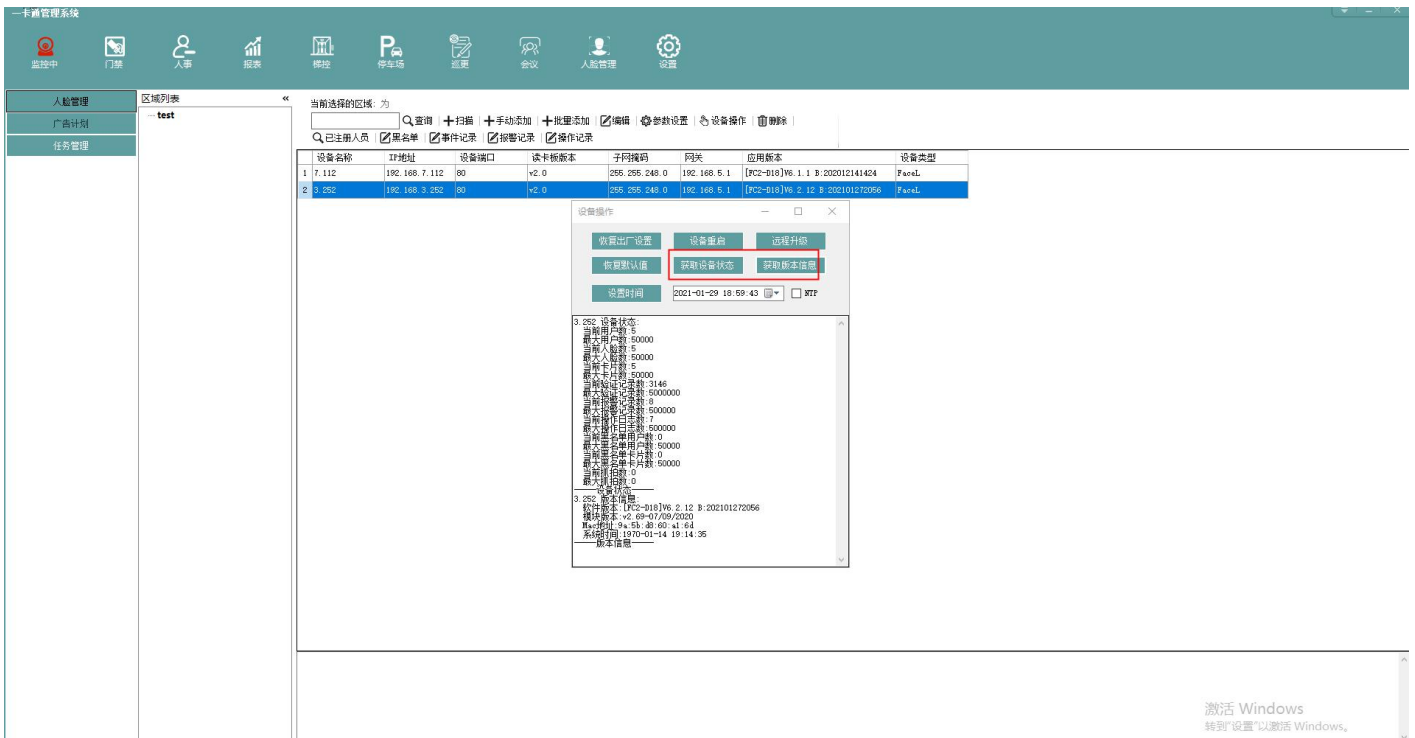 一卡通管理系统
监控中 门禁 人事 报表 梯控 停车场 巡更 会议 人脸管理 设置
人脸管理
广告计划
任务管理
区域列表 «
test
当前选择的区域: 为
查询 扫描 手动添加 批里添加 编辑 参数设置 设备操作 删除
已注册人员 黑名单 事件记录 报警记录 操作记录
设备名称 IP地址 设备端口 读卡板版本 子网掩码 网关 应用版本 设备类型
1 7.112 192.168.7.112 80 v2.0 255.255.248.0 192.168.5.1 [FC2-D18]V6.1.1 B:202012141424 FaceL
2 3.252 192.168.3.252 80 v2.0 255.255.248.0 192.168.5.1 [FC2-D18]V6.2.12 B:202101272056 FaceL
设备操作
恢复出厂设置 设备重启 远程升级
恢复默认值 获取设备状态 获取版本信息
设置时间 2021-01-29 18:59:43 NTP
3.252 设备状态:
当前用户数:5
最大用户数:50000
当前人脸数:5
最大人脸数:50000
当前卡片数:5
最大卡片数:50000
当前验证记录数:3146
最大验证记录数:5000000
当前报警记录数:8
最大报警记录数:500000
当前操作日志数:7
最大操作日志数:500000
当前黑名单用户数:0
最大黑名单用户数:50000
当前黑名单卡片数:0
最大黑名单卡片数:50000
当前抓拍数:0
最大抓拍数:0
——设备状态——
3.252 版本信息:
软件版本:[FC2-D18]V6.2.12 B:202101272056
模块版本:v2.69-07/09/2020
Mac地址:9a:5b:d8:60:a1:6d
系统时间:1970-01-14 19:14:35
——版本信息——
激活 Windows
转到"设置"以激活 Windows。